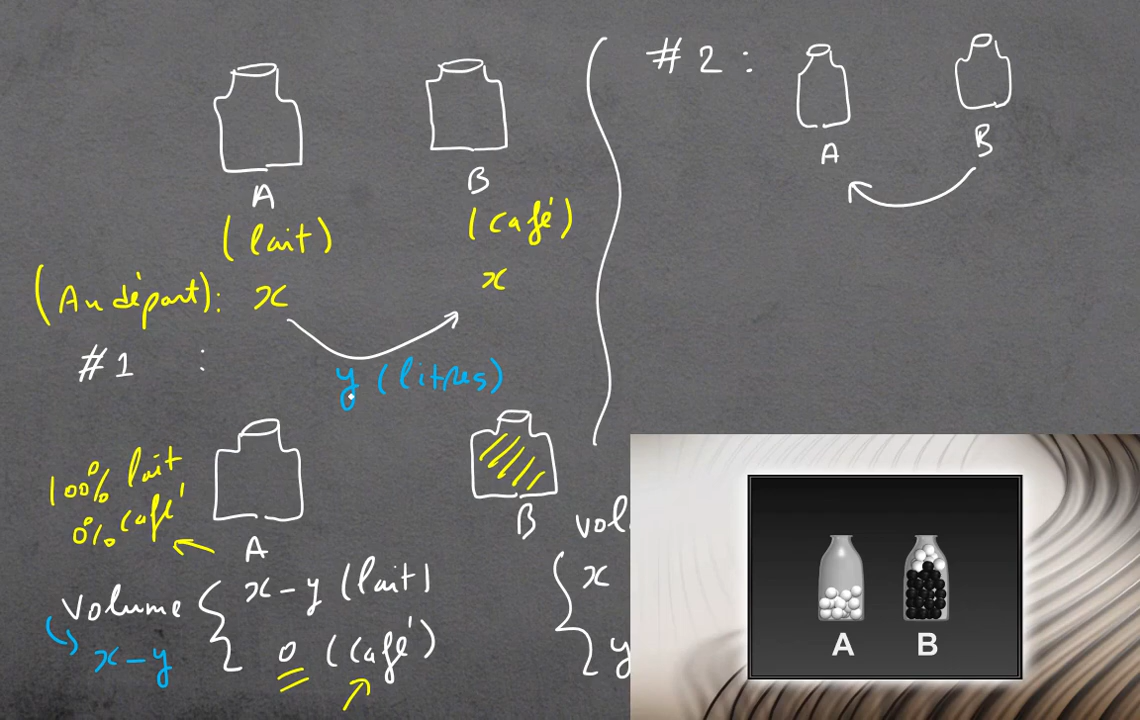 A
B
(lait)
(café)
(Au départ): x
x
#1 :
y (litres)
100% lait
0% café
A
B
volume
x-y (lait)
0 (café)
x-y
x
y
#2 :
A
B
A B